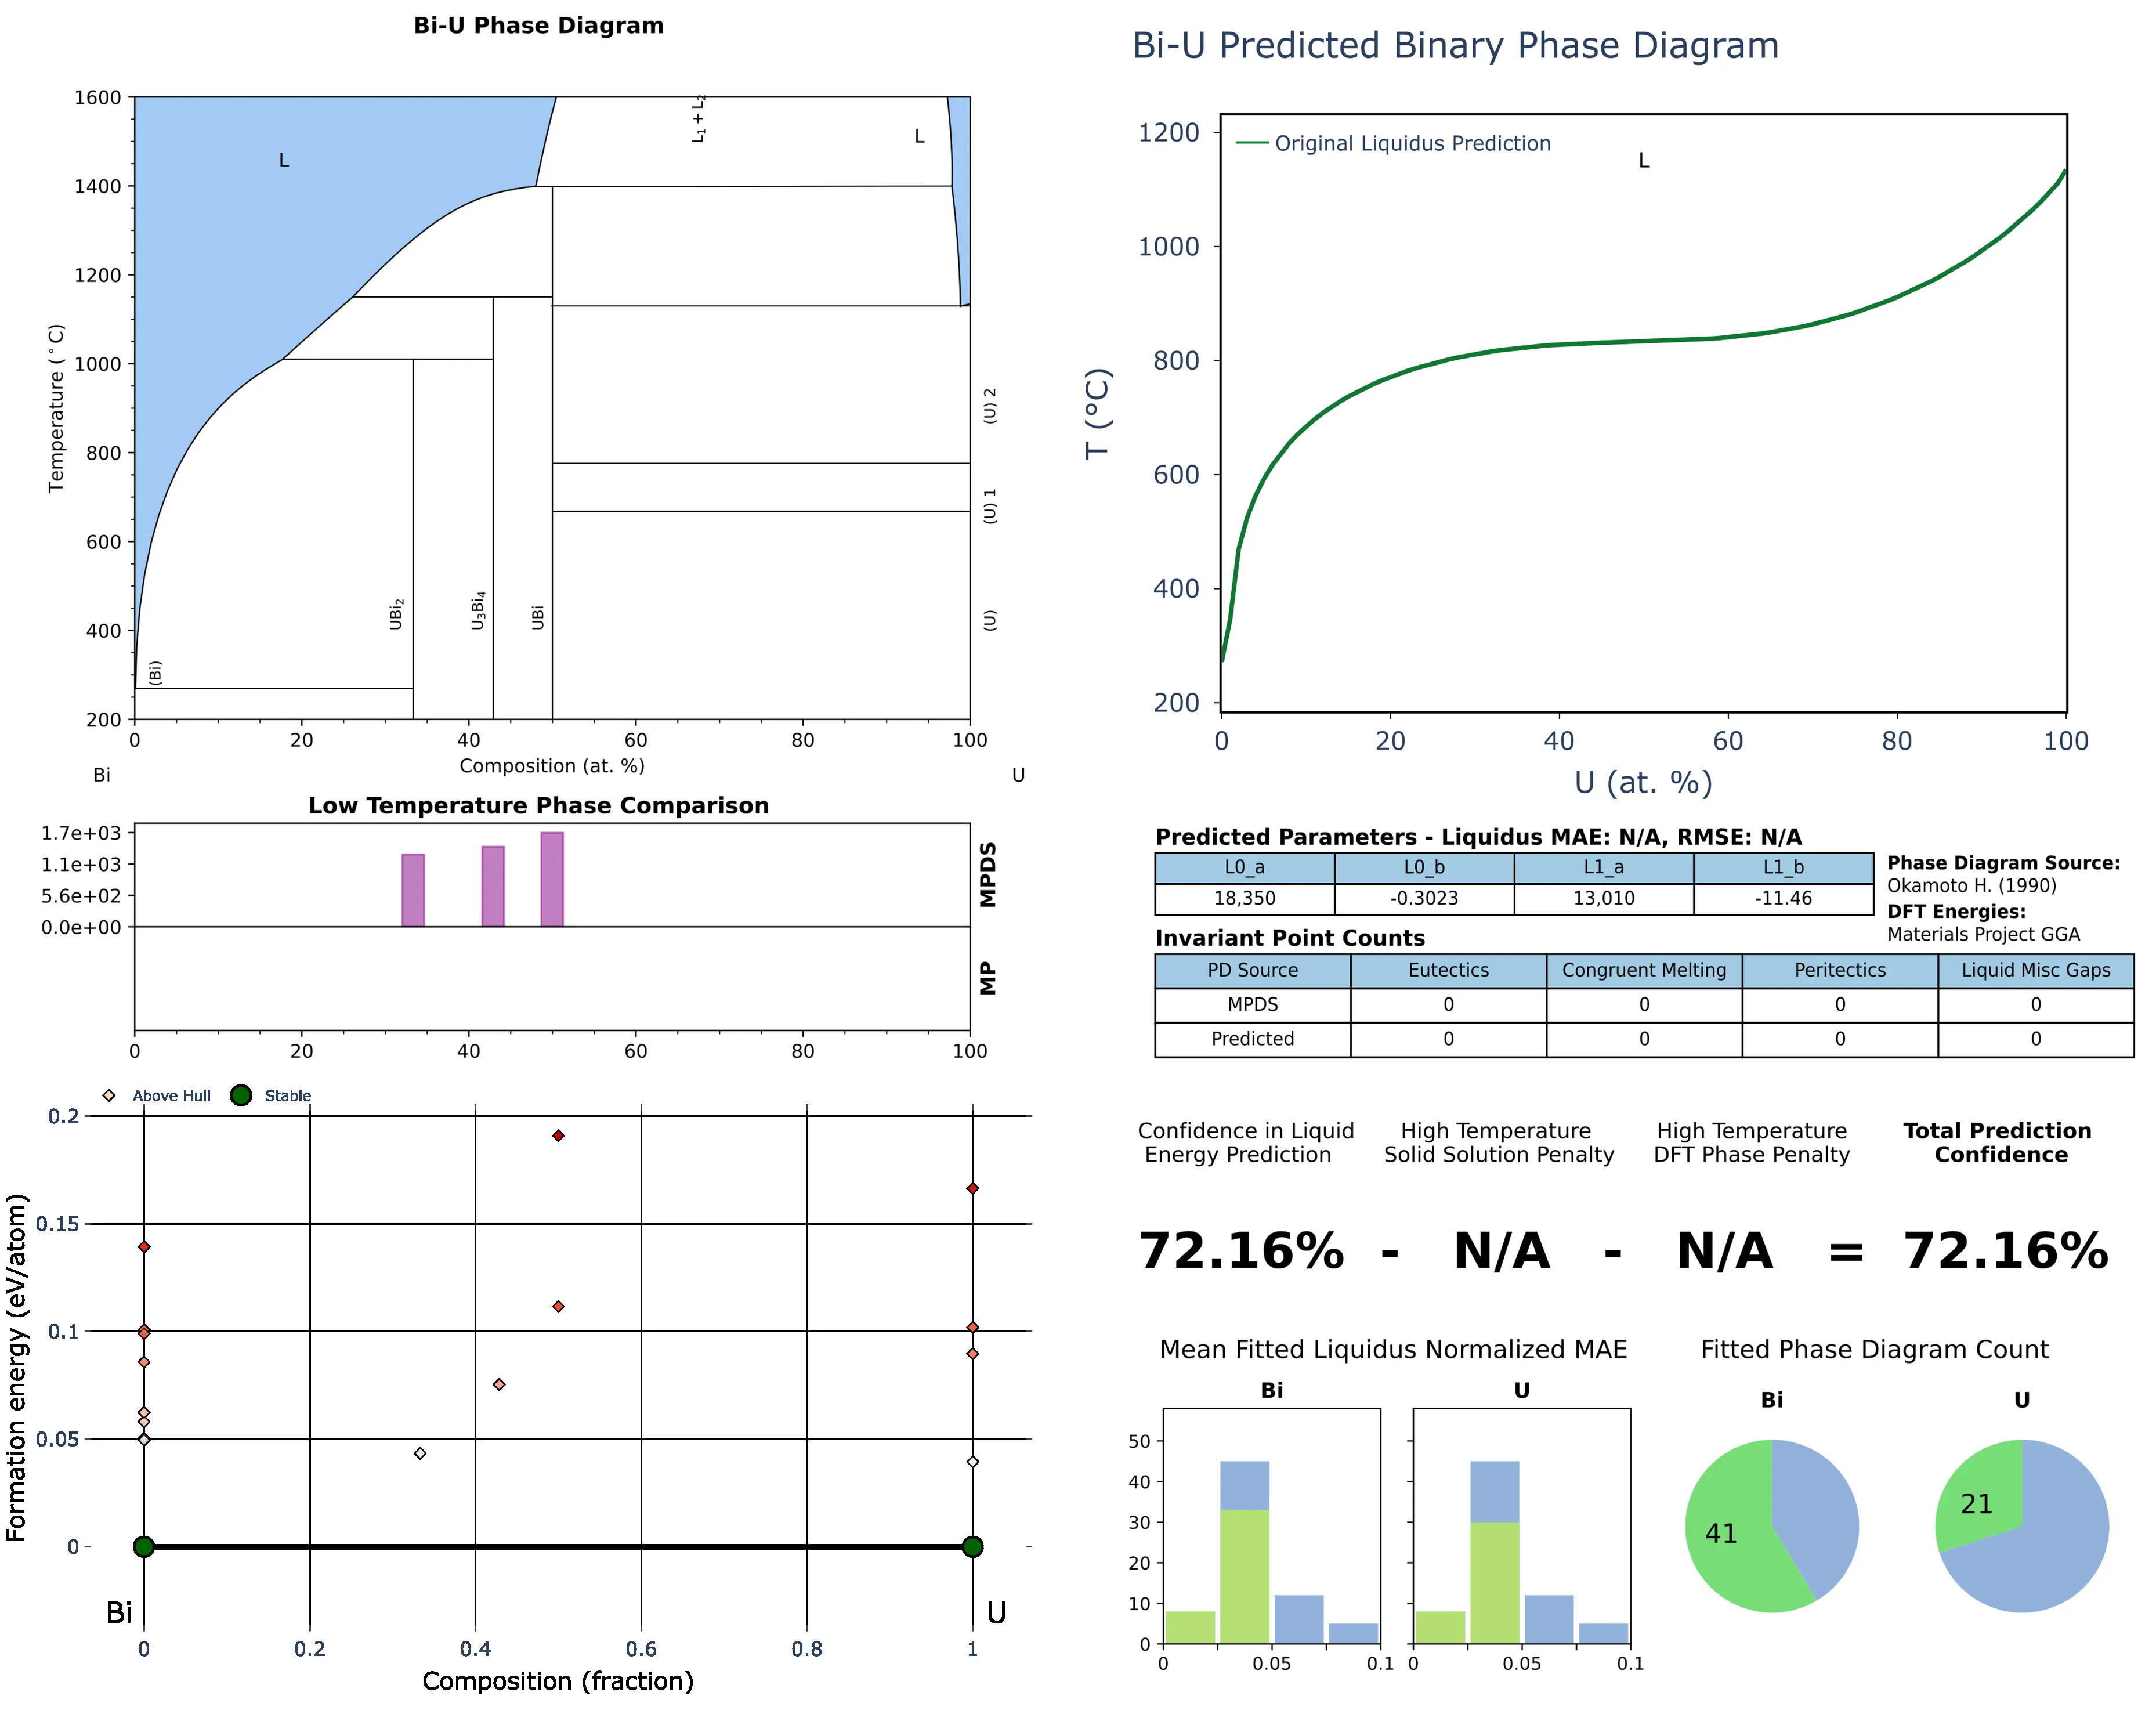 Bi-U Phase Diagram
1600
1400
1200
1000
800
600
400
200
Temperature (°C)
L
L₁ + L₂
L
(Bi)
UBi₂
U₃Bi₄
UBi
(U) 2
(U) 1
(U)
0 20 40 60 80 100
Composition (at. %)
Bi U
Low Temperature Phase Comparison
1.7e+03
1.1e+03
5.6e+02
0.0e+00
MPDS
MP
0 20 40 60 80 100
Above Hull Stable
0.2
0.15
0.1
0.05
0
Formation energy (eV/atom)
Bi U
0 0.2 0.4 0.6 0.8 1
Composition (fraction)
Bi-U Predicted Binary Phase Diagram
Original Liquidus Prediction
L
1200
1000
800
600
400
200
T (°C)
0 20 40 60 80 100
U (at. %)
Predicted Parameters - Liquidus MAE: N/A, RMSE: N/A
L0_a L0_b L1_a L1_b
18,350 -0.3023 13,010 -11.46
Phase Diagram Source:
Okamoto H. (1990)
DFT Energies:
Materials Project GGA
Invariant Point Counts
PD Source Eutectics Congruent Melting Peritectics Liquid Misc Gaps
MPDS 0 0 0 0
Predicted 0 0 0 0
Confidence in Liquid
Energy Prediction
High Temperature
Solid Solution Penalty
High Temperature
DFT Phase Penalty
Total Prediction
Confidence
72.16% - N/A - N/A = 72.16%
Mean Fitted Liquidus Normalized MAE
Bi U
50
40
30
20
10
0
0 0.05 0.1 0 0.05 0.1
Fitted Phase Diagram Count
Bi U
41 21